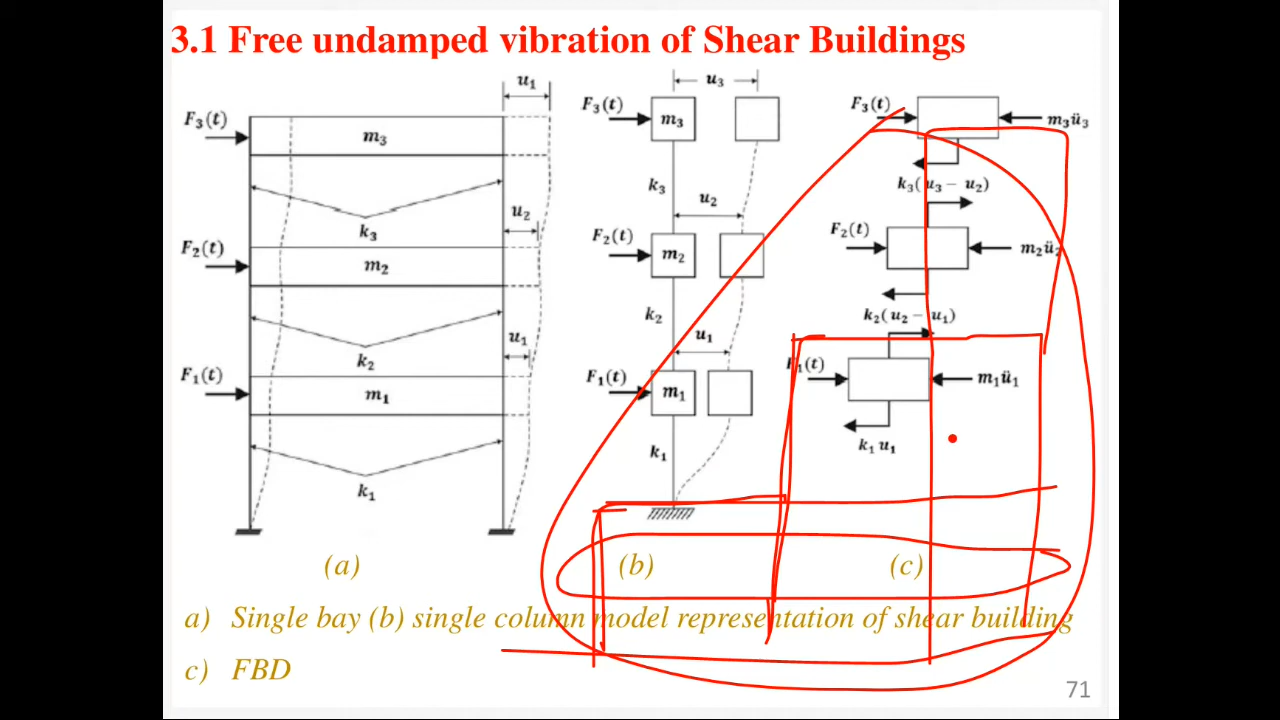 3.1 Free undamped vibration of Shear Buildings
u₁
F₃(t)
m₃
k₃
u₂
F₂(t)
m₂
k₂
u₁
F₁(t)
m₁
k₁
(a)
u₃
F₃(t)
m₃
k₃
u₂
F₂(t)
m₂
k₂
u₁
F₁(t)
m₁
k₁
(b)
F₃(t)
m₃ü₃
k₃(u₃ − u₂)
F₂(t)
m₂ü₂
k₂(u₂ − u₁)
F₁(t)
m₁ü₁
k₁ u₁
(c)
a) Single bay (b) single column model representation of shear building
c) FBD
71